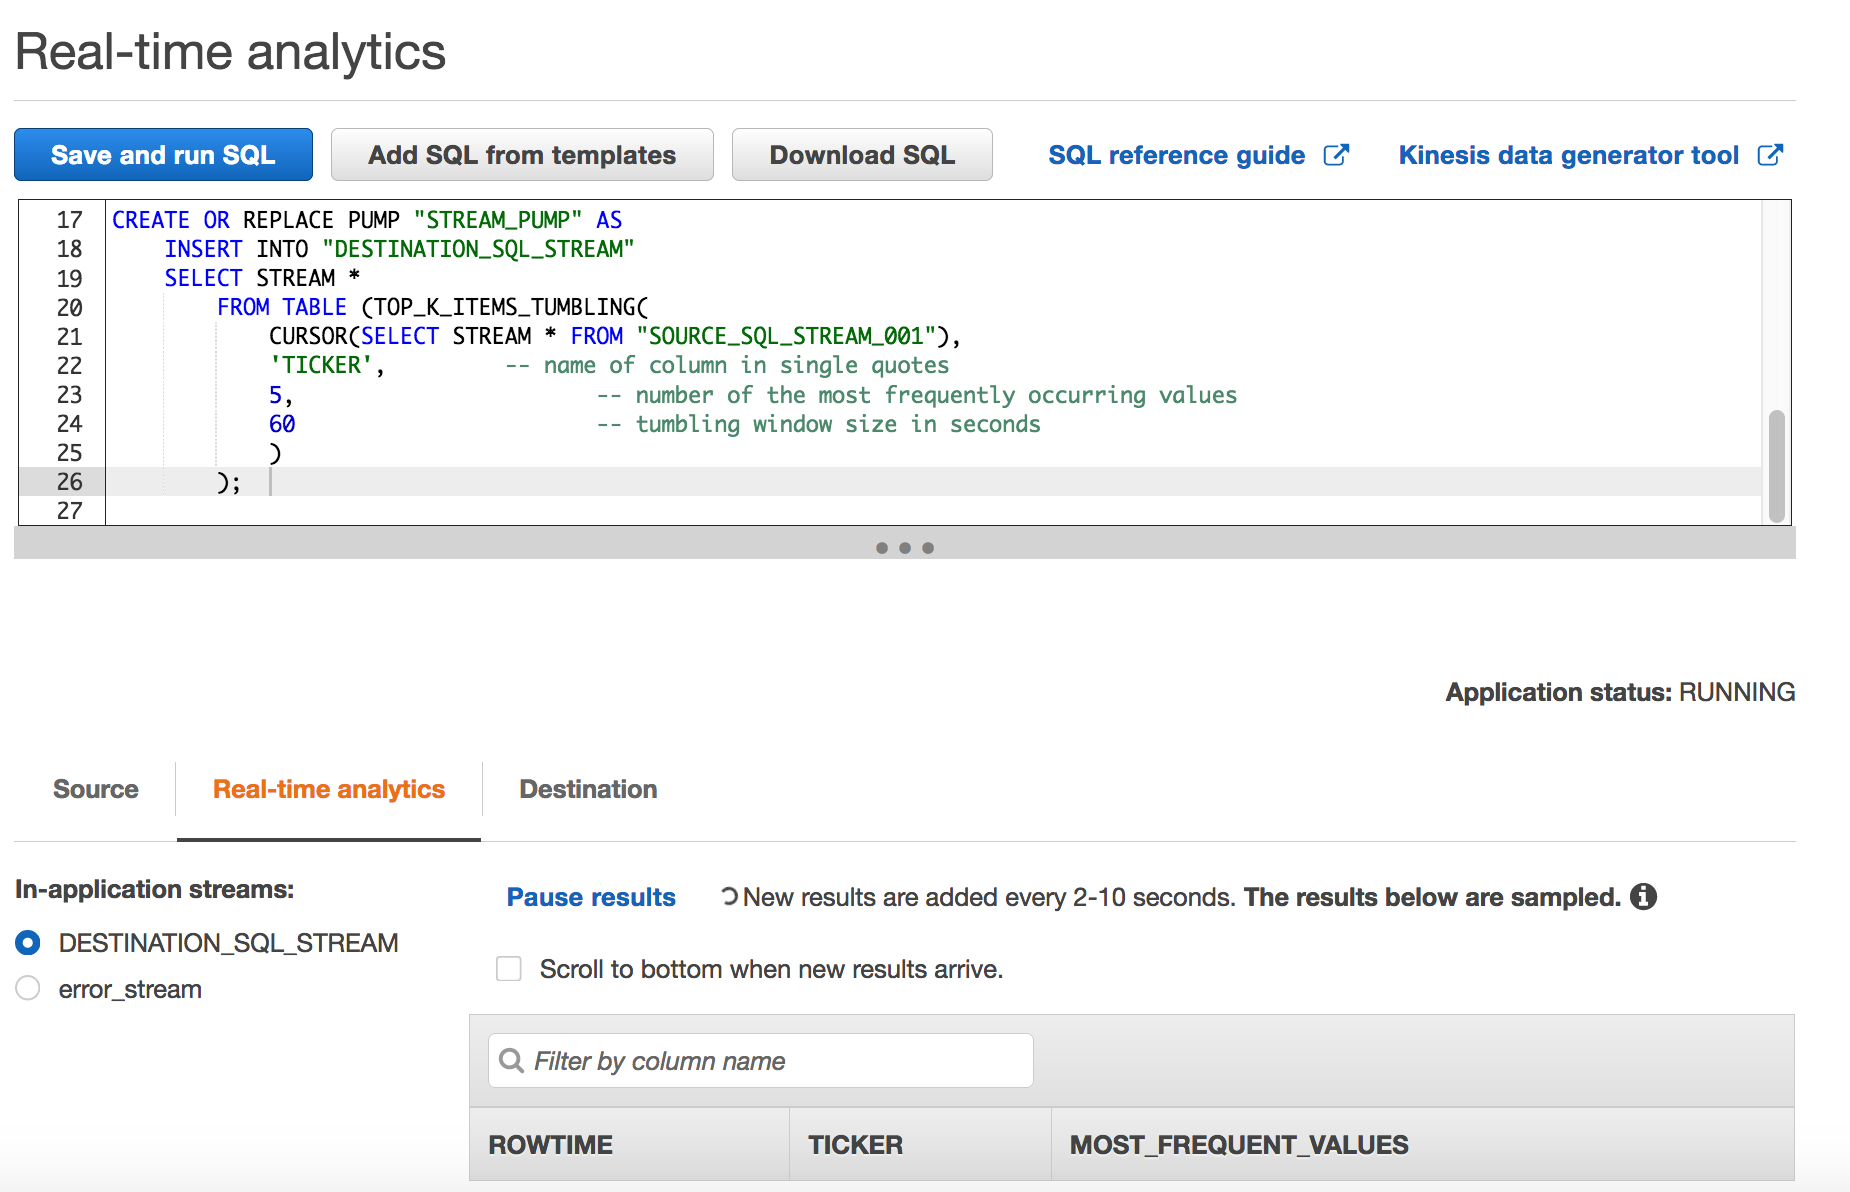 Real-time analytics
Save and run SQL
Add SQL from templates
Download SQL
SQL reference guide
Kinesis data generator tool
17 CREATE OR REPLACE PUMP "STREAM_PUMP" AS
18 INSERT INTO "DESTINATION_SQL_STREAM"
19 SELECT STREAM *
20 FROM TABLE (TOP_K_ITEMS_TUMBLING(
21 CURSOR(SELECT STREAM * FROM "SOURCE_SQL_STREAM_001"),
22 'TICKER', -- name of column in single quotes
23 5, -- number of the most frequently occurring values
24 60 -- tumbling window size in seconds
25 )
26 );
27
Application status: RUNNING
Source
Real-time analytics
Destination
In-application streams:
DESTINATION_SQL_STREAM
error_stream
Pause results
New results are added every 2-10 seconds. The results below are sampled.
Scroll to bottom when new results arrive.
Filter by column name
ROWTIME
TICKER
MOST_FREQUENT_VALUES